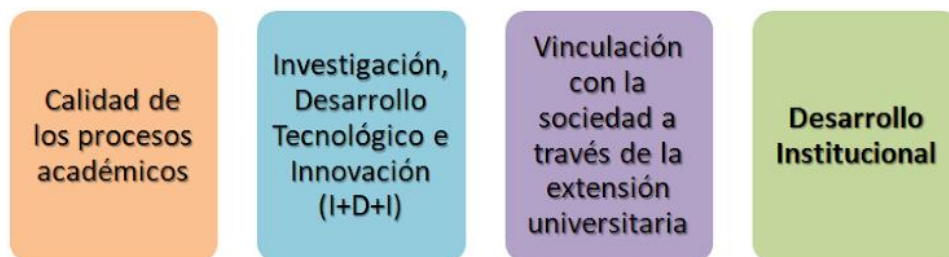 Calidad de
los procesos
académicos
Investigación,
Desarrollo
Tecnológico e
Innovación
(I+D+I)
Vinculación
con la
sociedad a
través de la
extensión
universitaria
Desarrollo
Institucional